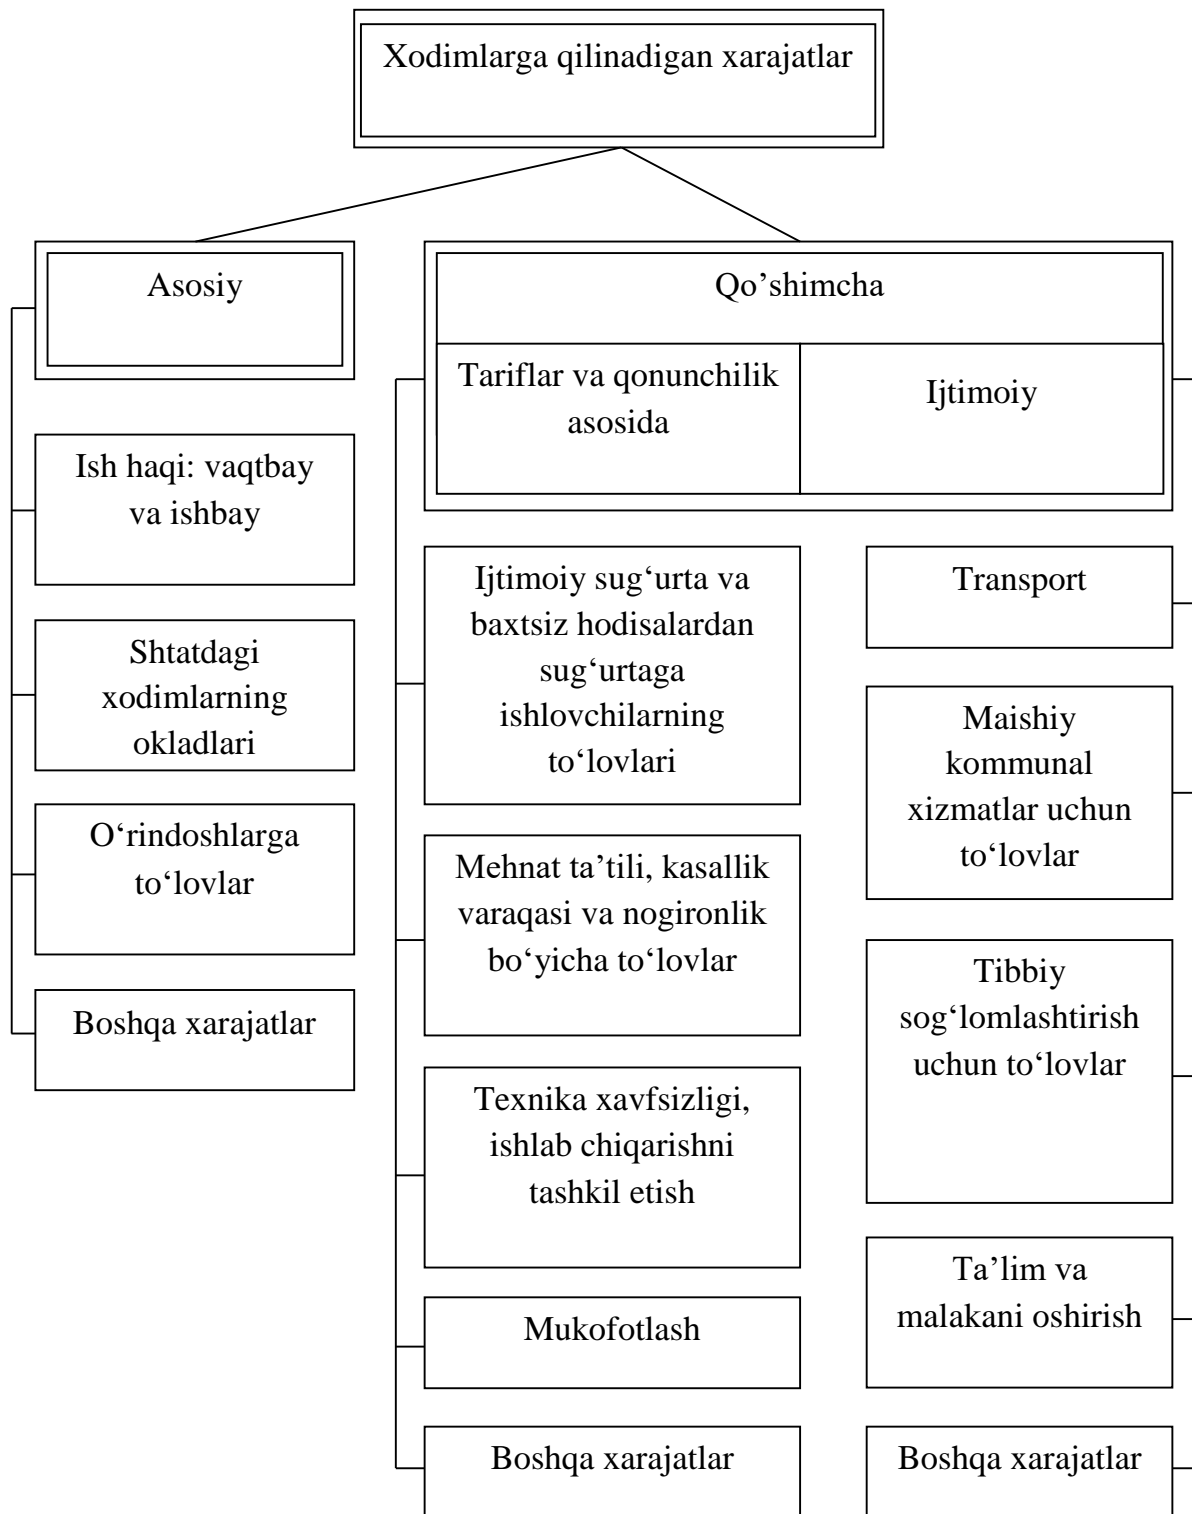 Xodimlarga qilinadigan xarajatlar
Asosiy
Ish haqi: vaqtbay
va ishbay
Shtatdagi
xodimlarning
okladlari
O‘rindoshlarga
to‘lovlar
Boshqa xarajatlar
Qo’shimcha
Tariflar va qonunchilik
asosida
Ijtimoiy
Ijtimoiy sug‘urta va
baxtsiz hodisalardan
sug‘urtaga
ishlovchilarning
to‘lovlari
Mehnat ta’tili, kasallik
varaqasi va nogironlik
bo‘yicha to‘lovlar
Texnika xavfsizligi,
ishlab chiqarishni
tashkil etish
Mukofotlash
Boshqa xarajatlar
Transport
Maishiy
kommunal
xizmatlar uchun
to‘lovlar
Tibbiy
sog‘lomlashtirish
uchun to‘lovlar
Ta’lim va
malakani oshirish
Boshqa xarajatlar